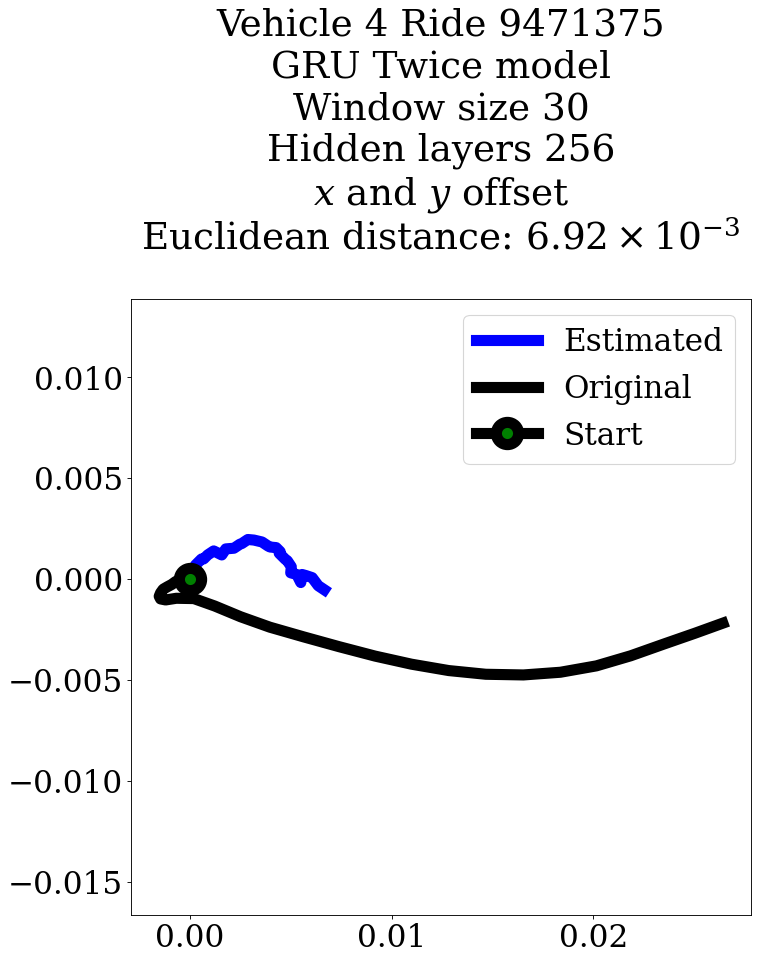 Vehicle 4 Ride 9471375
GRU Twice model
Window size 30
Hidden layers 256
x and y offset
Euclidean distance: 6.92 × 10⁻³
Estimated
Original
Start
0.010
0.005
0.000
−0.005
−0.010
−0.015
0.00 0.01 0.02